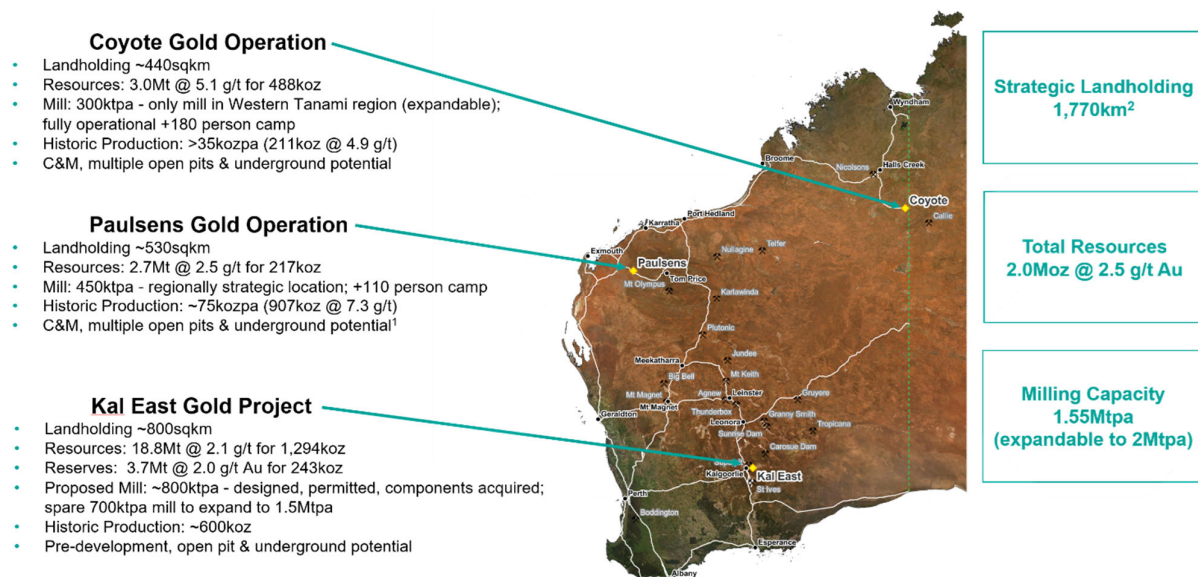 Coyote Gold Operation
• Landholding ~440sqkm
• Resources: 3.0Mt @ 5.1 g/t for 488koz
• Mill: 300ktpa - only mill in Western Tanami region (expandable);
fully operational +180 person camp
• Historic Production: >35kozpa (211koz @ 4.9 g/t)
• C&M, multiple open pits & underground potential
Paulsens Gold Operation
• Landholding ~530sqkm
• Resources: 2.7Mt @ 2.5 g/t for 217koz
• Mill: 450ktpa - regionally strategic location; +110 person camp
• Historic Production: ~75kozpa (907koz @ 7.3 g/t)
• C&M, multiple open pits & underground potential¹
Kal East Gold Project
• Landholding ~800sqkm
• Resources: 18.8Mt @ 2.1 g/t for 1,294koz
• Reserves: 3.7Mt @ 2.0 g/t Au for 243koz
• Proposed Mill: ~800ktpa - designed, permitted, components acquired;
spare 700ktpa mill to expand to 1.5Mtpa
• Historic Production: ~600koz
• Pre-development, open pit & underground potential
Wyndham
Nicolsons
Halls Creek
Broome
Coyote
Callie
Port Hedland
Karratha
Exmouth
Nullagine
Telfer
Paulsens
Tom Price
Mt Olympus
Karlawinda
Plutonic
Jundee
Meekatharra
Big Bell
Mt Keith
Mt Magnet
Agnew
Leinster
Gruyere
Mt Magnet
Geraldton
Thunderbox
Granny Smith
Leonora
Sunrise Dam
Tropicana
Carosue Dam
Kalgoorlie
Kal East
St Ives
Perth
Boddington
Esperance
Albany
Strategic Landholding
1,770km²
Total Resources
2.0Moz @ 2.5 g/t Au
Milling Capacity
1.55Mtpa
(expandable to 2Mtpa)